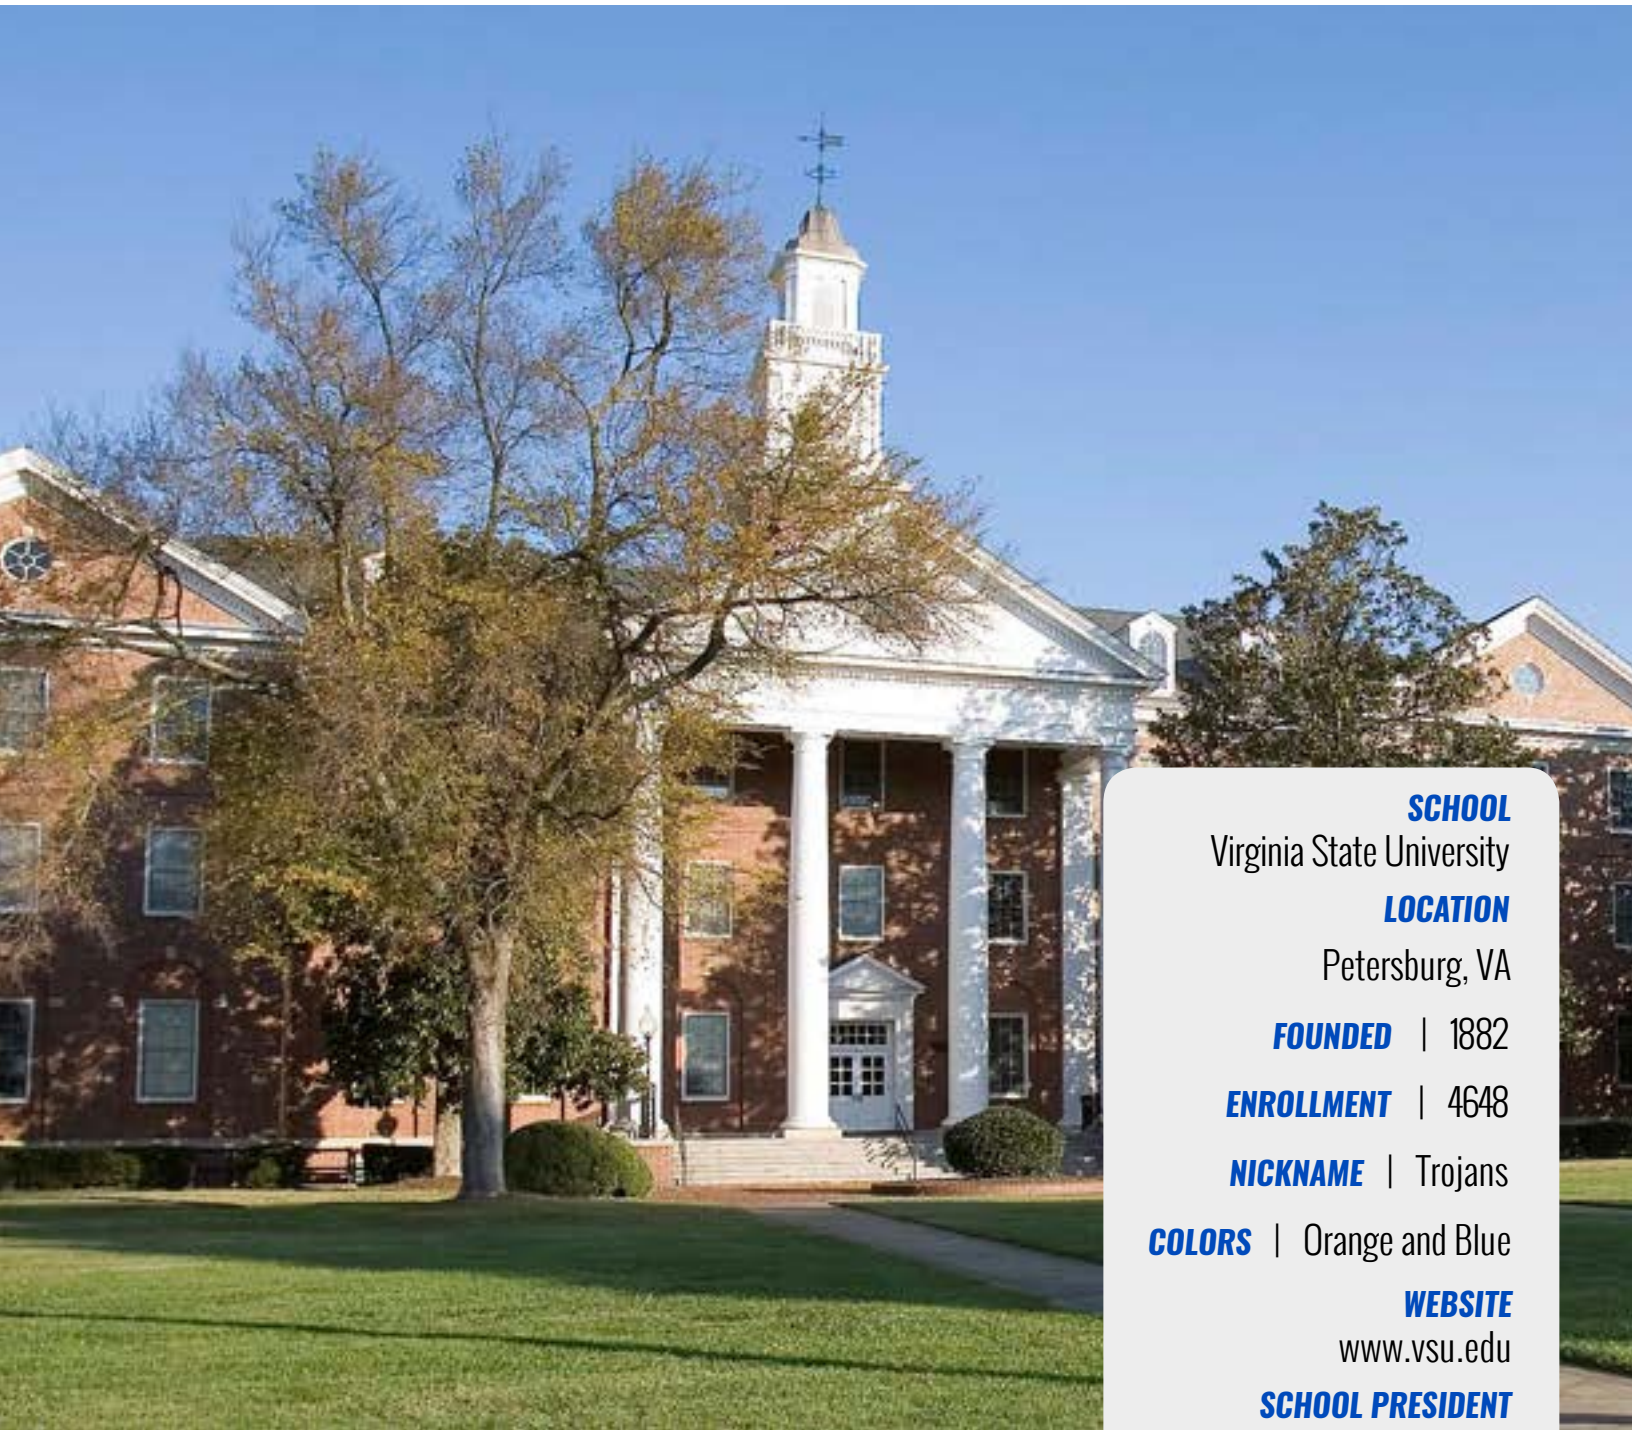 SCHOOL
Virginia State University
LOCATION
Petersburg, VA
FOUNDED | 1882
ENROLLMENT | 4648
NICKNAME | Trojans
COLORS | Orange and Blue
WEBSITE
www.vsu.edu
SCHOOL PRESIDENT